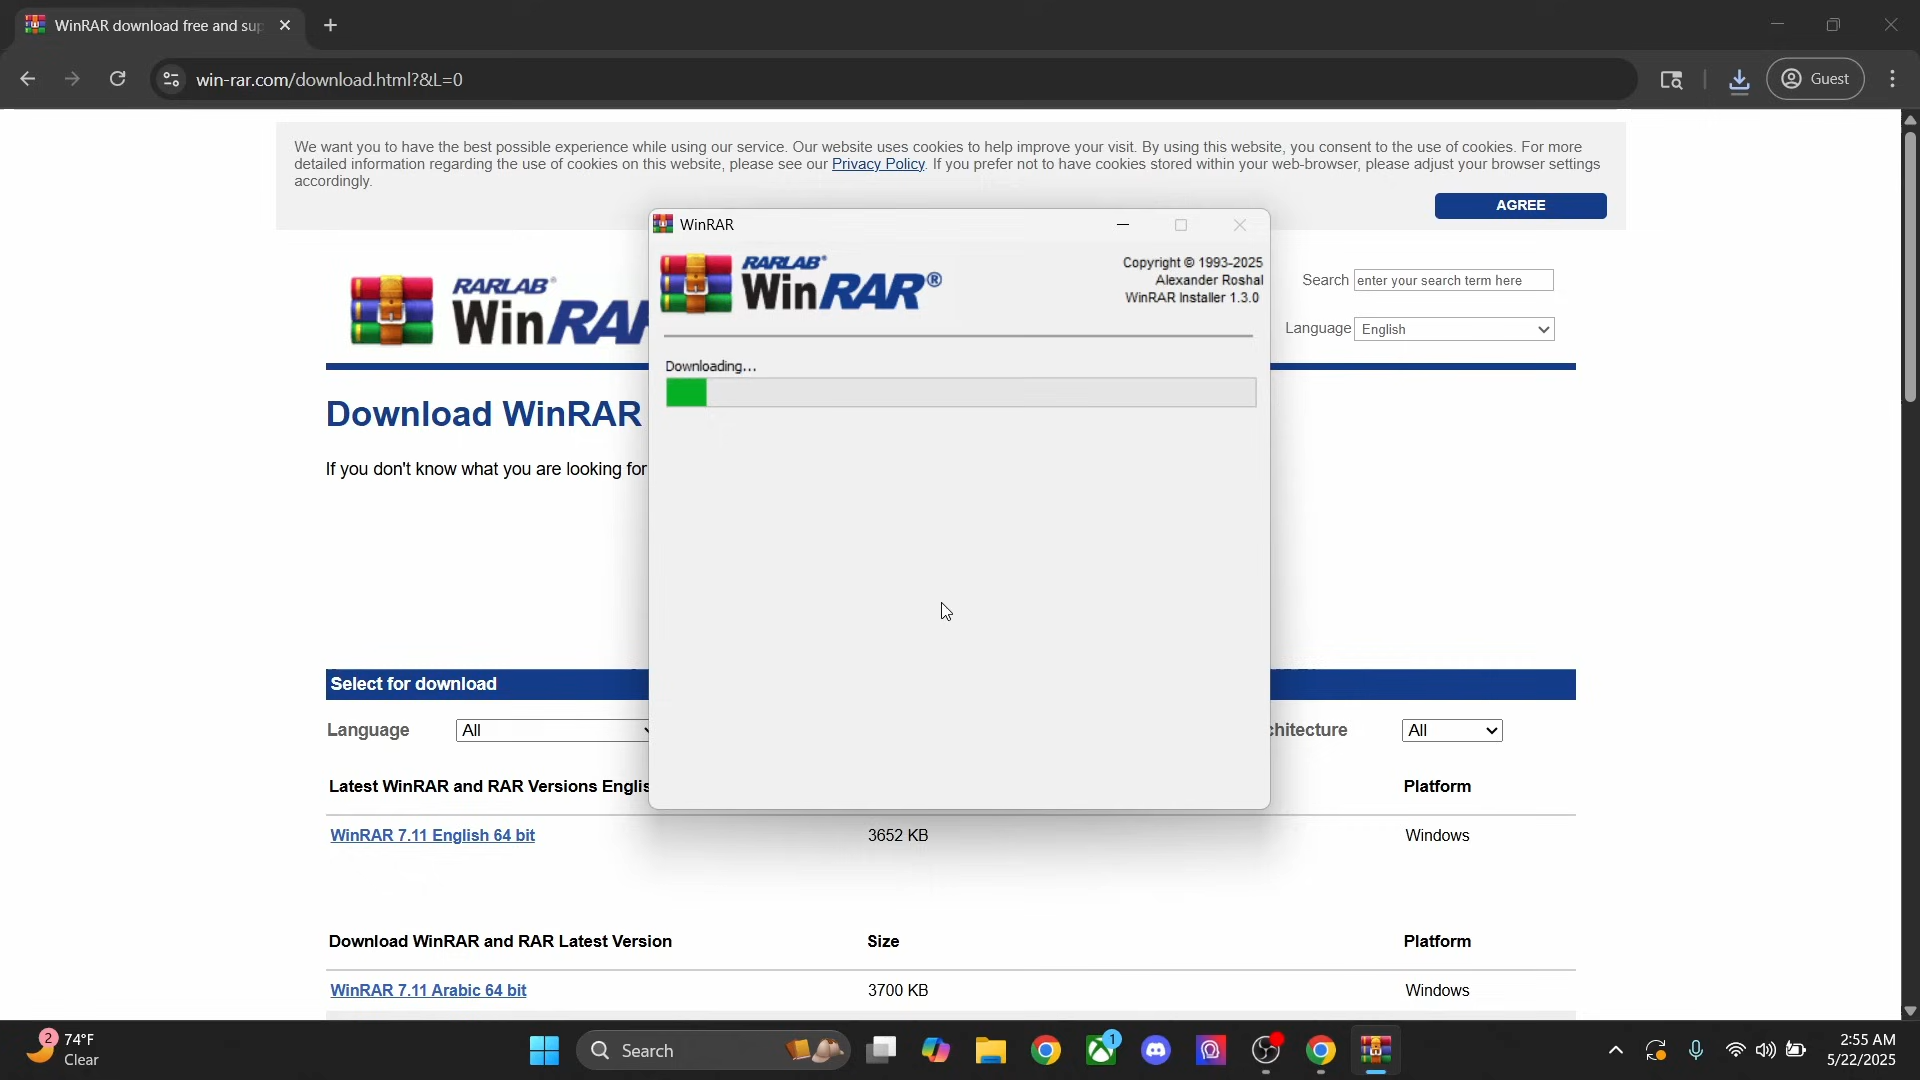 WinRAR download free and sup
win-rar.com/download.html?&L=0
Guest
We want you to have the best possible experience while using our service. Our website uses cookies to help improve your visit. By using this website, you consent to the use of cookies. For more
detailed information regarding the use of cookies on this website, please see our Privacy Policy. If you prefer not to have cookies stored within your web-browser, please adjust your browser settings
accordingly.
AGREE
WinRAR
RARLAB®
WinRAR®
Copyright © 1993-2025
Alexander Roshal
WinRAR Installer 1.3.0
Downloading...
RARLAB®
WinRAR
Search enter your search term here
Language English
Download WinRAR
If you don't know what you are looking for
Select for download
Language All
chitecture All
Latest WinRAR and RAR Versions Englis
Platform
WinRAR 7.11 English 64 bit 3652 KB Windows
Download WinRAR and RAR Latest Version Size Platform
WinRAR 7.11 Arabic 64 bit 3700 KB Windows
2
74°F
Clear
Search
1
2:55 AM
5/22/2025